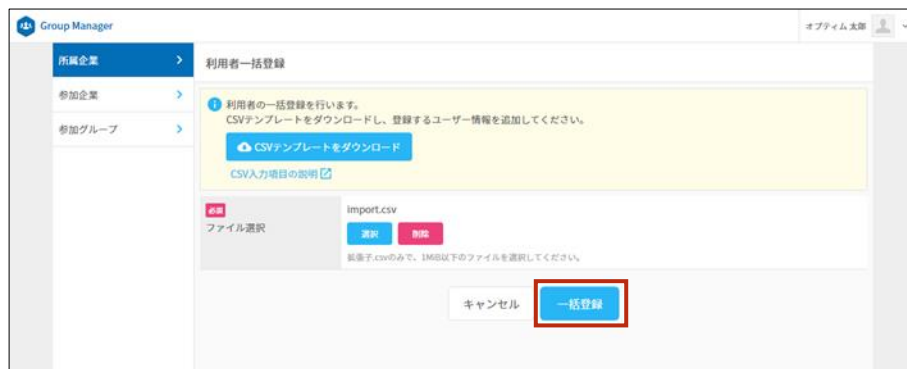 Group Manager
オプティム 太郎
所属企業
利用者一括登録
参加企業
参加グループ
利用者の一括登録を行います。
CSVテンプレートをダウンロードし、登録するユーザー情報を追加してください。
CSVテンプレートをダウンロード
CSV入力項目の説明
必須
ファイル選択
import.csv
選択 削除
拡張子.csvのみで、1MiB以下のファイルを選択してください。
キャンセル 一括登録